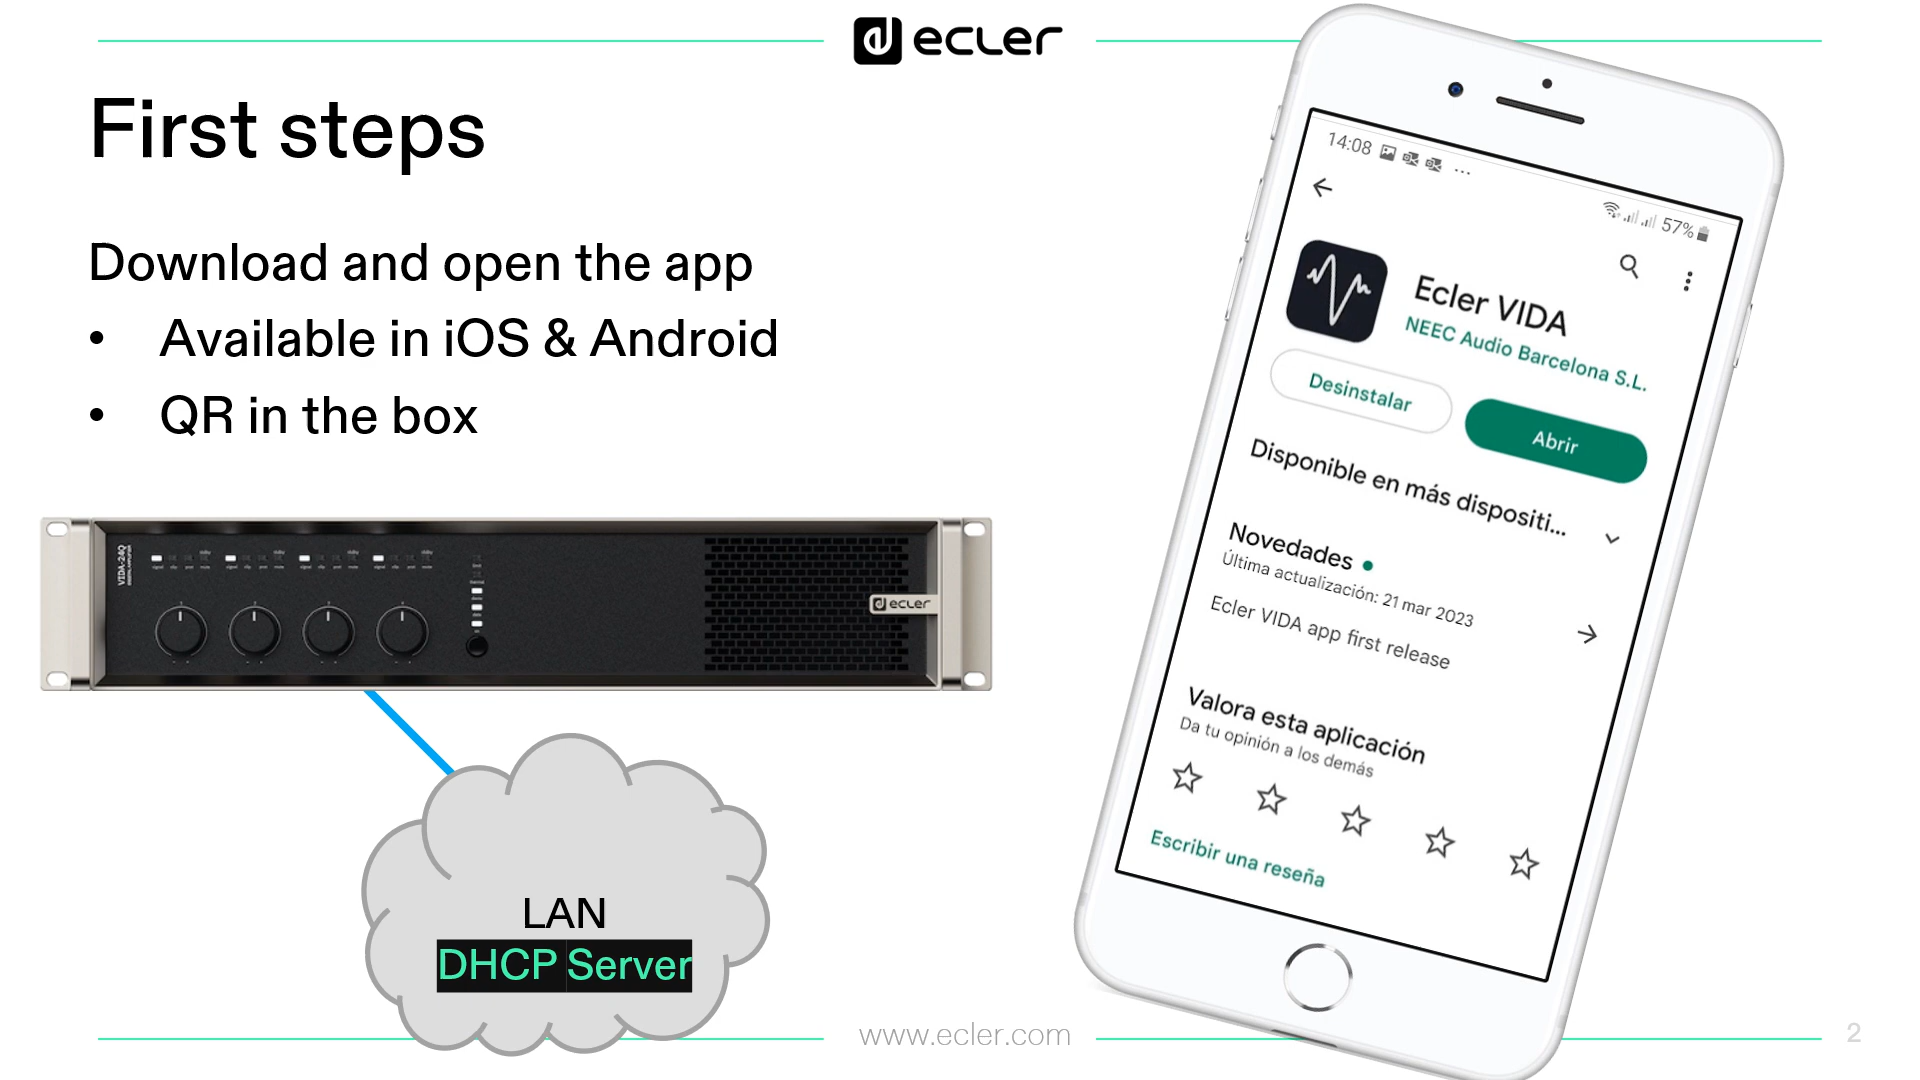 ecler
First steps
Download and open the app
• Available in iOS & Android
• QR in the box
VIDA-24Q
ecler
LAN
DHCP Server
14:08
57%
Ecler VIDA
NEEC Audio Barcelona S.L.
Desinstalar
Abrir
Disponible en más dispositi...
Novedades
Última actualización: 21 mar 2023
Ecler VIDA app first release
Valora esta aplicación
Da tu opinión a los demás
Escribir una reseña
www.ecler.com
2